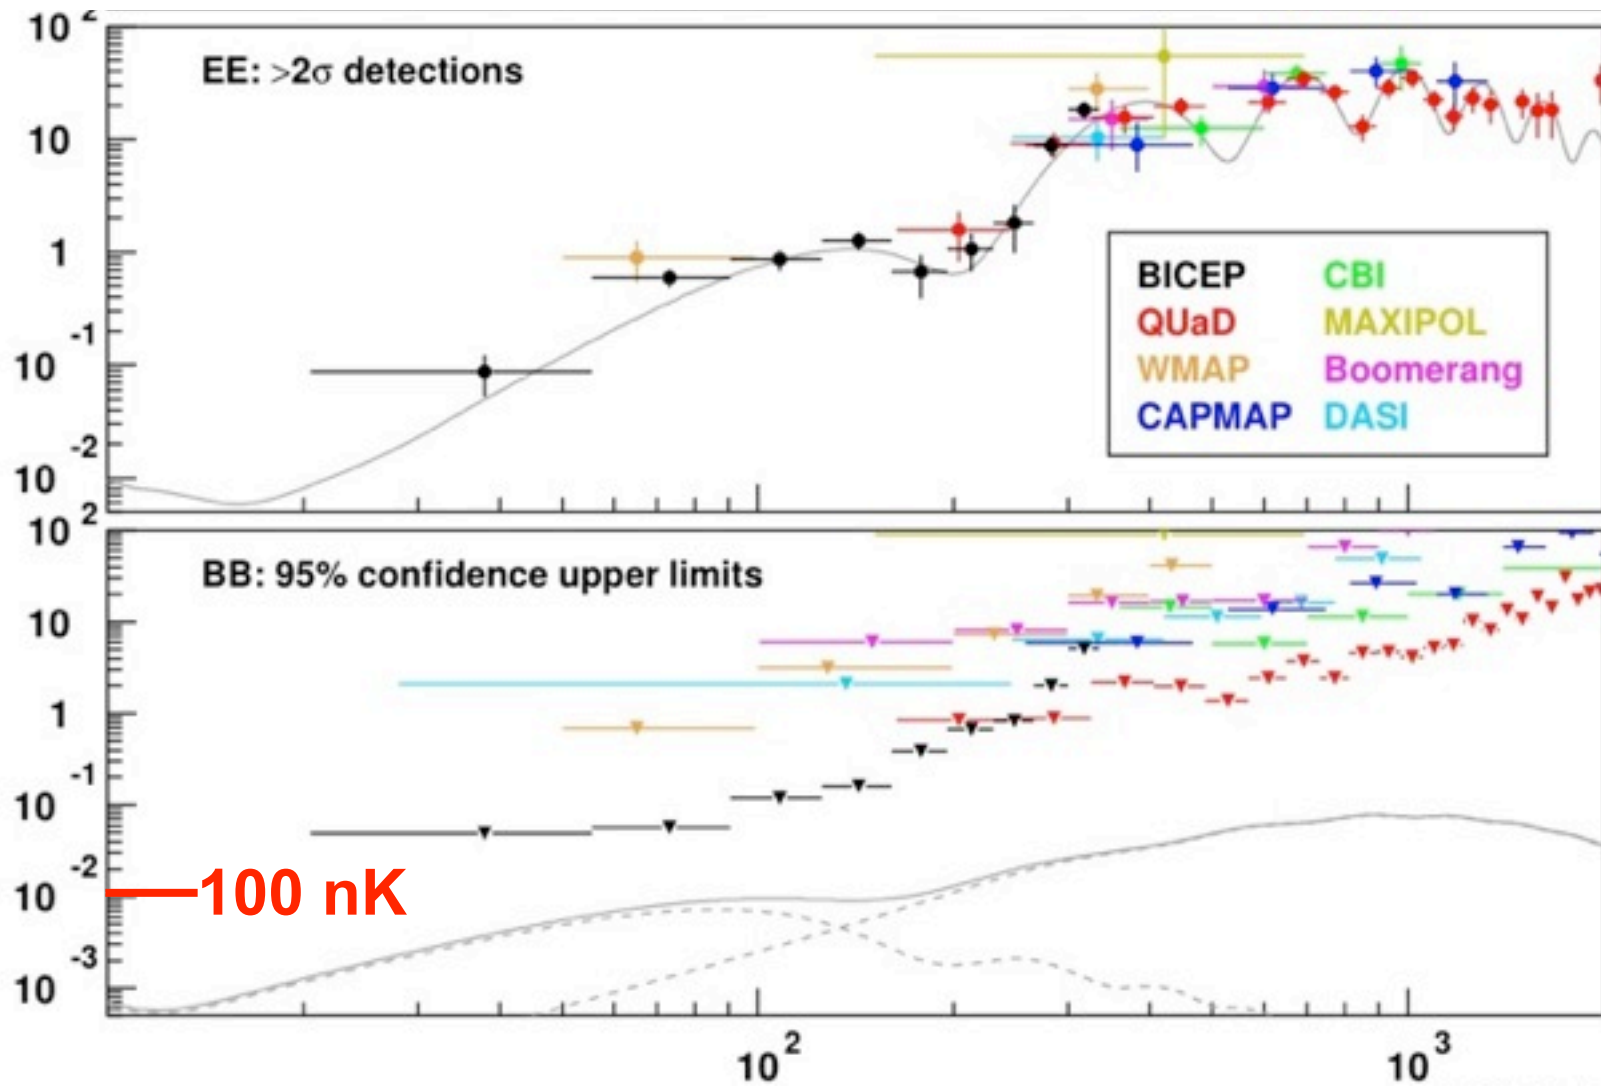 10 2
EE: >2σ detections
10
1
-1
10
-2
10
BICEP CBI
QUaD MAXIPOL
WMAP Boomerang
CAPMAP DASI
2
10
BB: 95% confidence upper limits
10
1
-1
10
-2
10
100 nK
-3
10
10 2
10 3